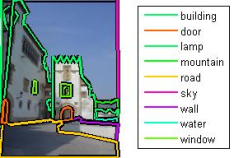 building
door
lamp
mountain
road
sky
wall
water
window